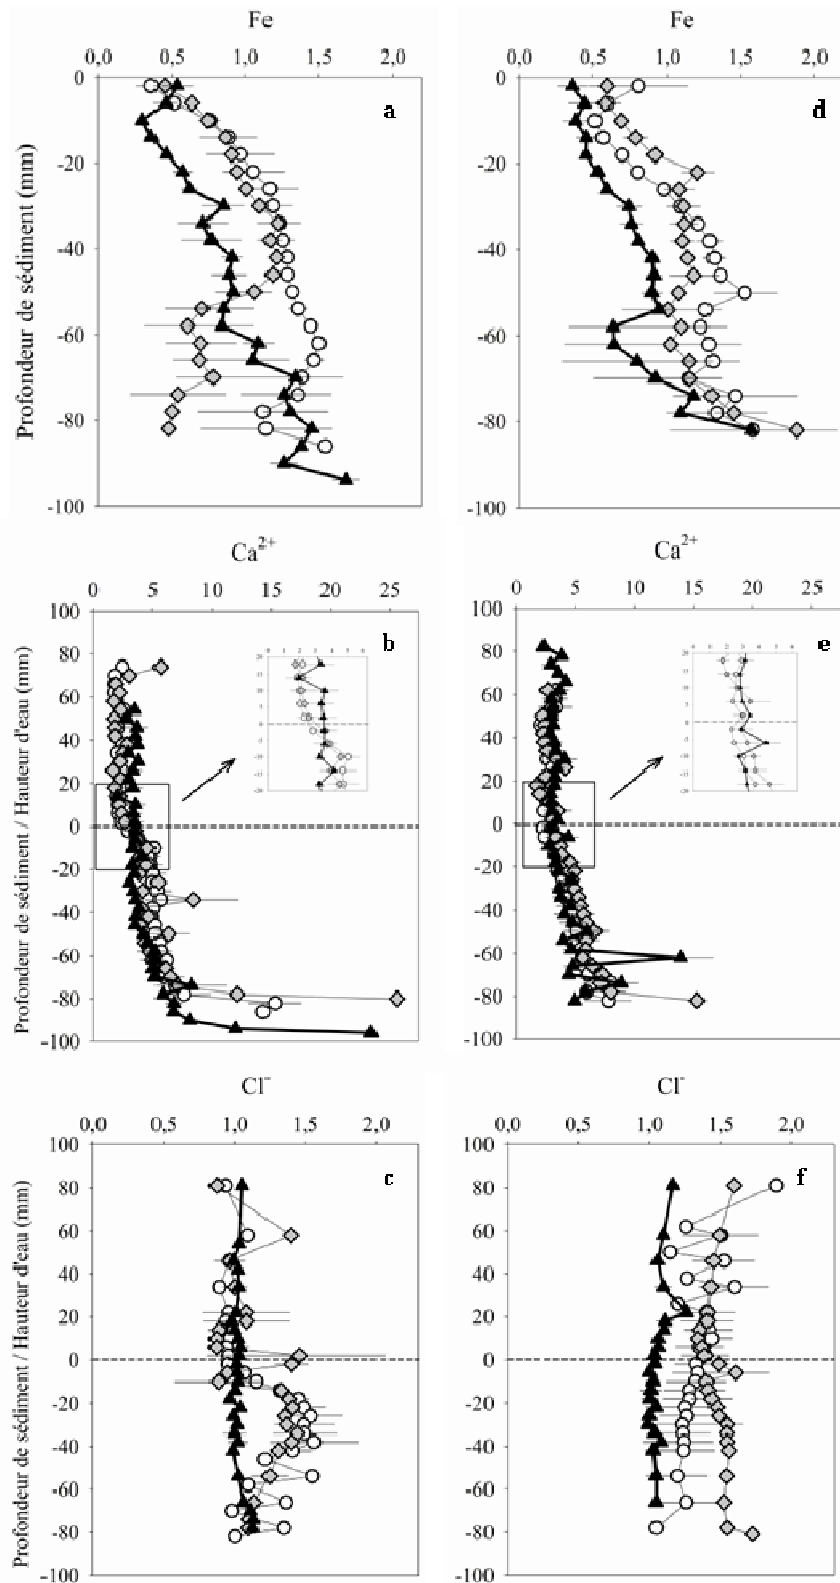 Fe Fe
0,0 0,5 1,0 1,5 2,0 0,0 0,5 1,0 1,5 2,0
0 a 0 d
-20 -20
-40 -40
-60 -60
-80 -80
-100 -100
Profondeur de sédiment (mm)
Ca²⁺ Ca²⁺
0 5 10 15 20 25 0 5 10 15 20 25
100 b 100 e
80 80
60 60
40 40
20 20
0 0
-20 -20
-40 -40
-60 -60
-80 -80
-100 -100
Profondeur de sédiment / Hauteur d'eau (mm)
Cl⁻ Cl⁻
0,0 0,5 1,0 1,5 2,0 0,0 0,5 1,0 1,5 2,0
100 c 100 f
80 80
60 60
40 40
20 20
0 0
-20 -20
-40 -40
-60 -60
-80 -80
-100 -100
Profondeur de sédiment / Hauteur d'eau (mm)